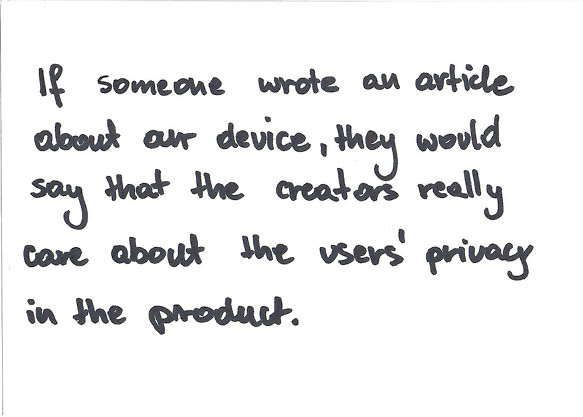 If someone wrote an article
about our device, they would
say that the creators really
care about the users' privacy
in the product.